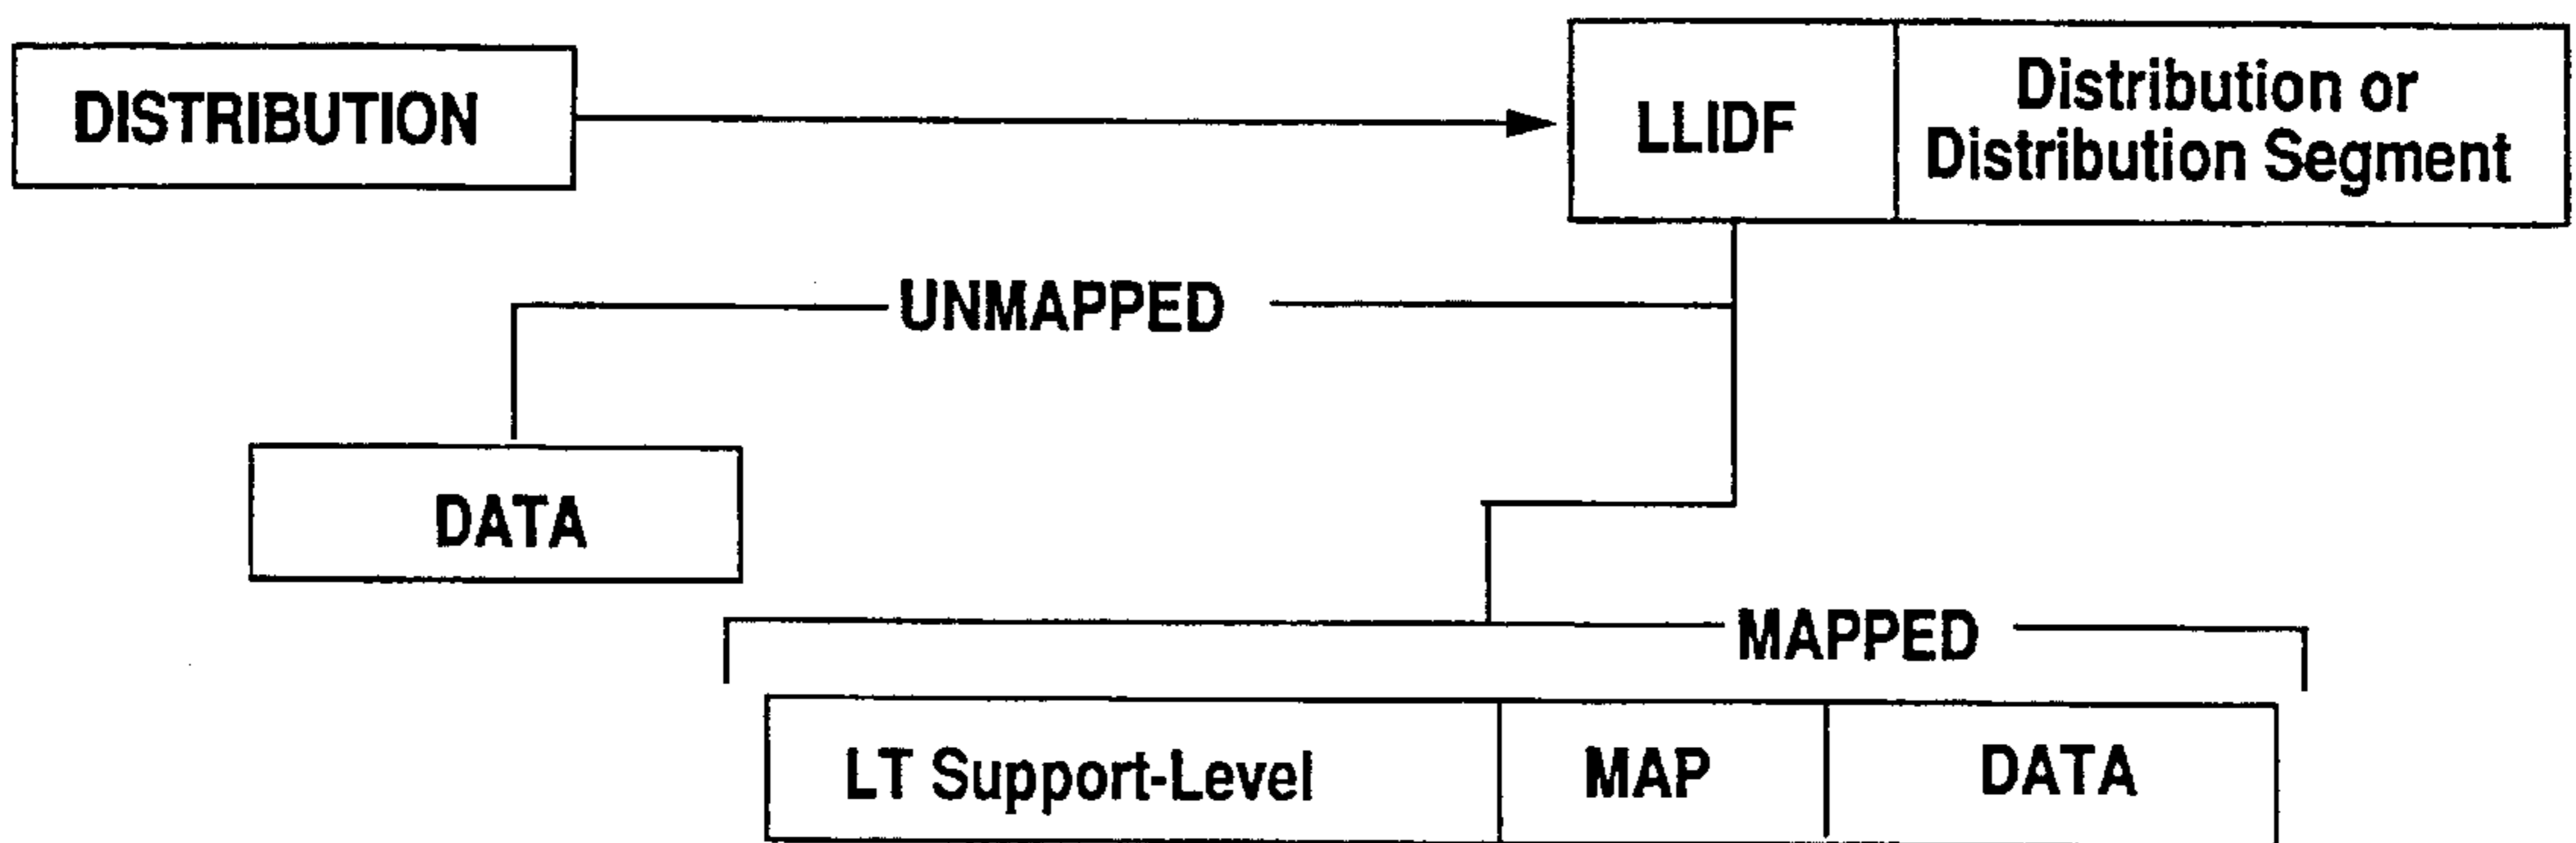 DISTRIBUTION
LLIDF
Distribution or
Distribution Segment
UNMAPPED
DATA
MAPPED
LT Support-Level
MAP
DATA